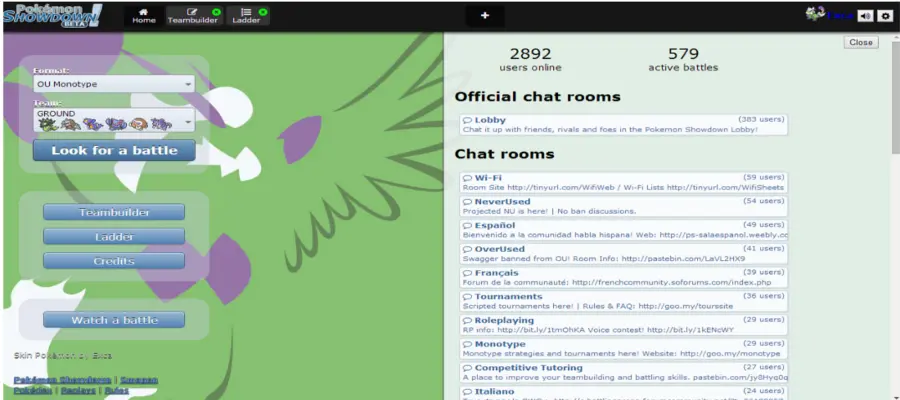 Pokémon
SHOWDOWN!
BETA
Home
Teambuilder
Ladder
+
Close
Format:
OU Monotype
Team:
GROUND
Look for a battle
Teambuilder
Ladder
Credits
Watch a battle
Pokémon Showdown | Smogon
Pokédex | Replays | Rules
2892
users online
579
active battles
Official chat rooms
Lobby (383 users)
Chat it up with friends, rivals and foes in the Pokemon Showdown Lobby!
Chat rooms
Wi-Fi (59 users)
Room Site http://tinyurl.com/WifiWeb / Wi-Fi Lists http://tinyurl.com/WifiSheets
NeverUsed (54 users)
Projected NU is here! | No ban discussions.
Español (49 users)
Bienvenido a la comunidad habla hispana! Web: http://ps-salaespanol.weebly.co
OverUsed (41 users)
Swagger banned from OU! Room Info: http://pastebin.com/LaVL2HX9
Français (39 users)
Forum de la communauté: http://frenchcommunity.soforums.com/index.php
Tournaments (36 users)
Scripted tournaments here! | Rules & FAQ: http://goo.my/tourssite
Roleplaying (29 users)
RP info: http://bit.ly/1tmOhKA Voice contest! http://bit.ly/1kENcWY
Monotype (29 users)
Monotype strategies and tournaments here! Website: http://goo.my/monotype
Competitive Tutoring (27 users)
A place to improve your teambuilding and battling skills. pastebin.com/jy8Hyq0q
Italiano (24 users)